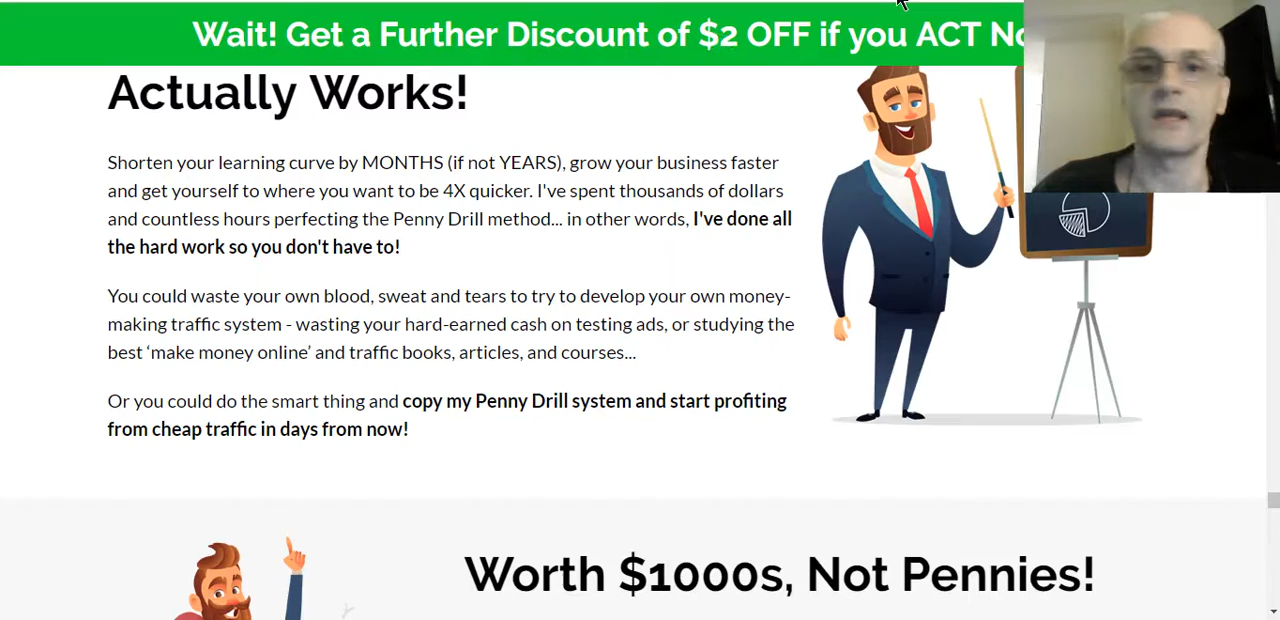 Wait! Get a Further Discount of $2 OFF if you ACT
Actually Works!
Shorten your learning curve by MONTHS (if not YEARS), grow your business faster
and get yourself to where you want to be 4X quicker. I've spent thousands of dollars
and countless hours perfecting the Penny Drill method... in other words, I've done all
the hard work so you don't have to!
You could waste your own blood, sweat and tears to try to develop your own money-
making traffic system - wasting your hard-earned cash on testing ads, or studying the
best ‘make money online’ and traffic books, articles, and courses...
Or you could do the smart thing and copy my Penny Drill system and start profiting
from cheap traffic in days from now!
Worth $1000s, Not Pennies!